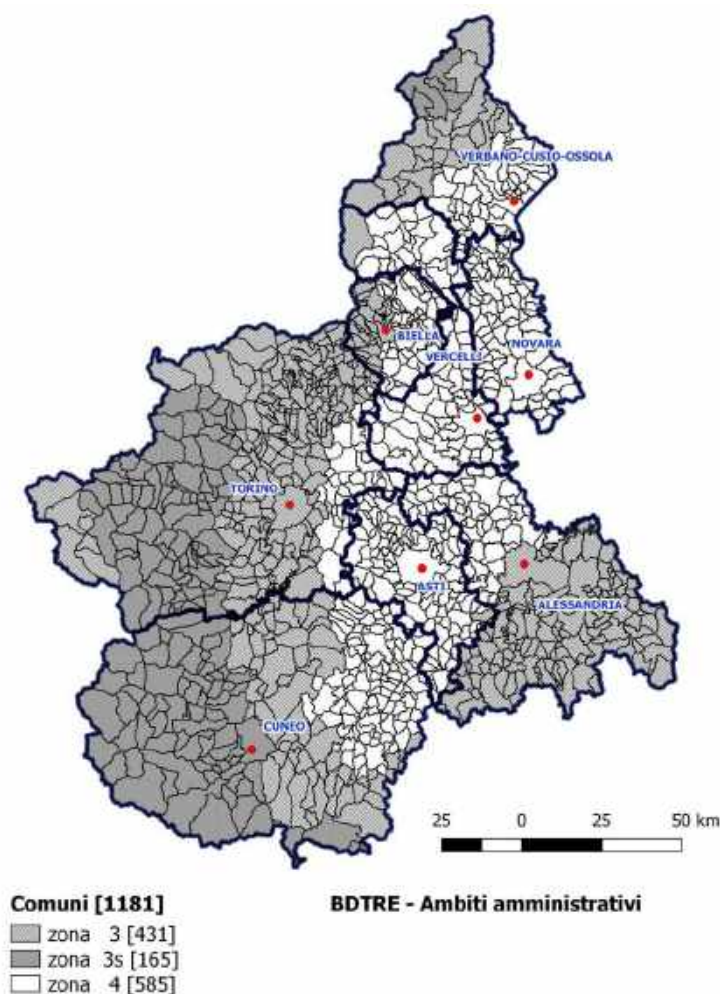 VERBANO-CUSIO-OSSOLA
BIELLA
VERCELLI
NOVARA
TORINO
ASTI
ALESSANDRIA
CUNEO
25 0 25 50 km
Comuni [1181]
BDTRE - Ambiti amministrativi
zona 3 [431]
zona 3s [165]
zona 4 [585]